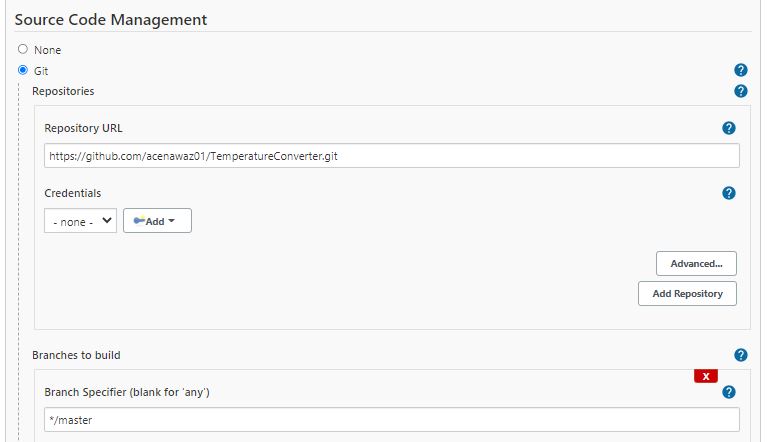 Source Code Management
None
Git
?
Repositories
?
Repository URL
?
https://github.com/acenawaz01/TemperatureConverter.git
Credentials
?
- none -
Add
Advanced...
Add Repository
Branches to build
?
X
Branch Specifier (blank for 'any')
?
*/master